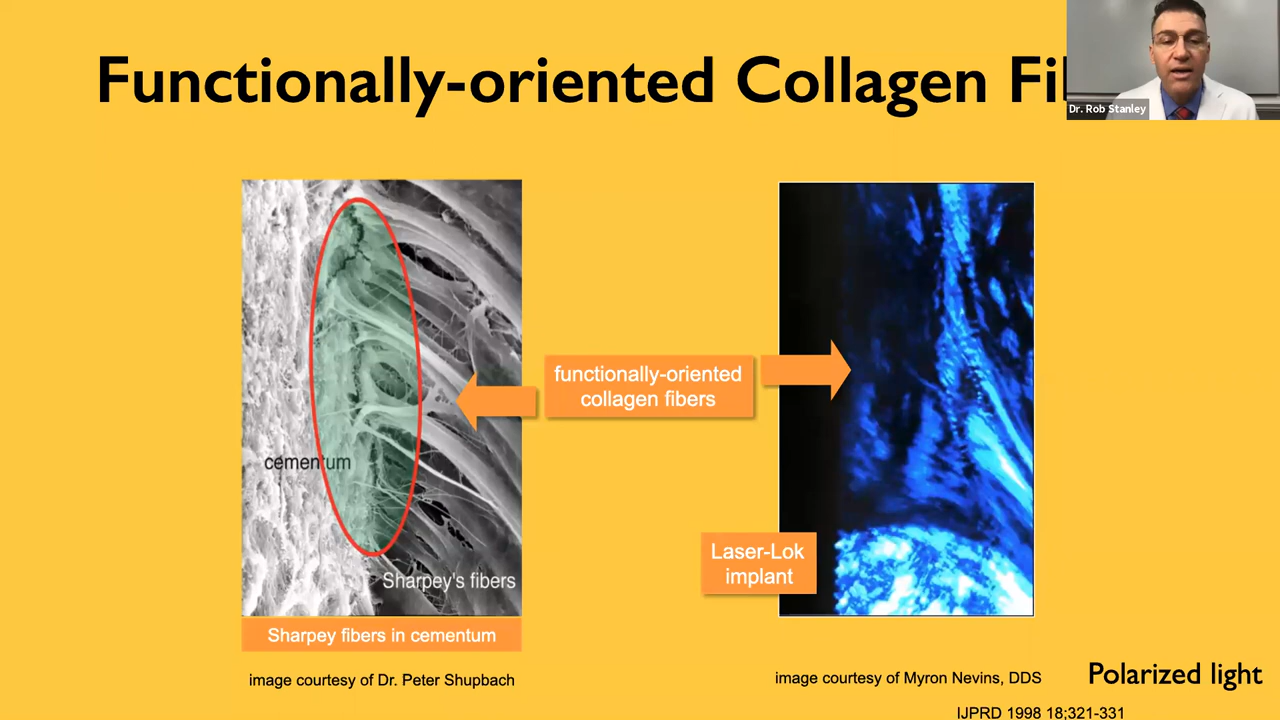 Functionally-oriented Collagen Fi
Dr. Rob Stanley
functionally-oriented
collagen fibers
cementum
Laser-Lok
implant
Sharpey's fibers
Sharpey fibers in cementum
image courtesy of Dr. Peter Shupbach
image courtesy of Myron Nevins, DDS
Polarized light
IJPRD 1998 18;321-331